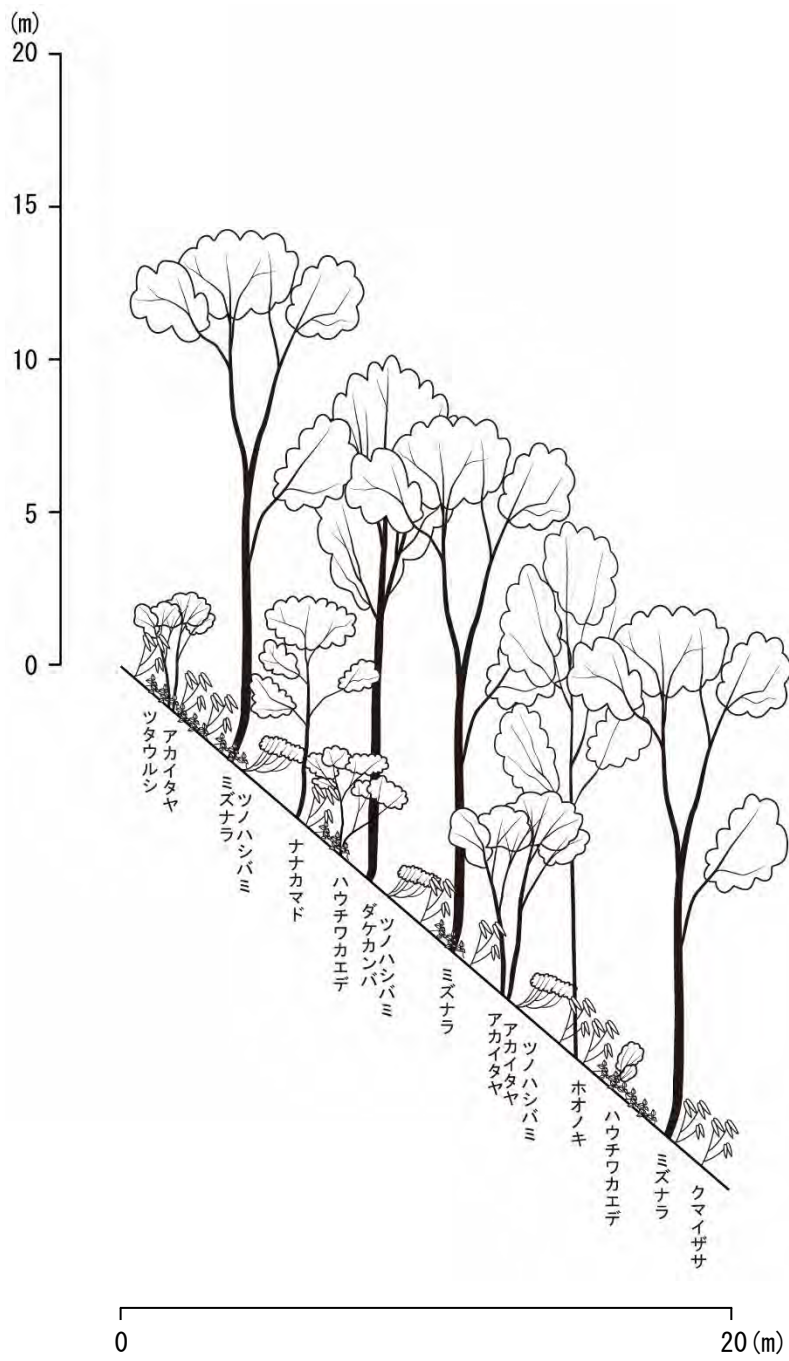 (m)
20
15
10
5
0
ツタウルシ
アカイタヤ
ミズナラ
ツノハシバミ
ナナカマド
ハウチワカエデ
ダケカンバ
ツノハシバミ
ミズナラ
アカイタヤ
アカイタヤ
ツノハシバミ
ホオノキ
ハウチワカエデ
ミズナラ
クマイザサ
0
20(m)